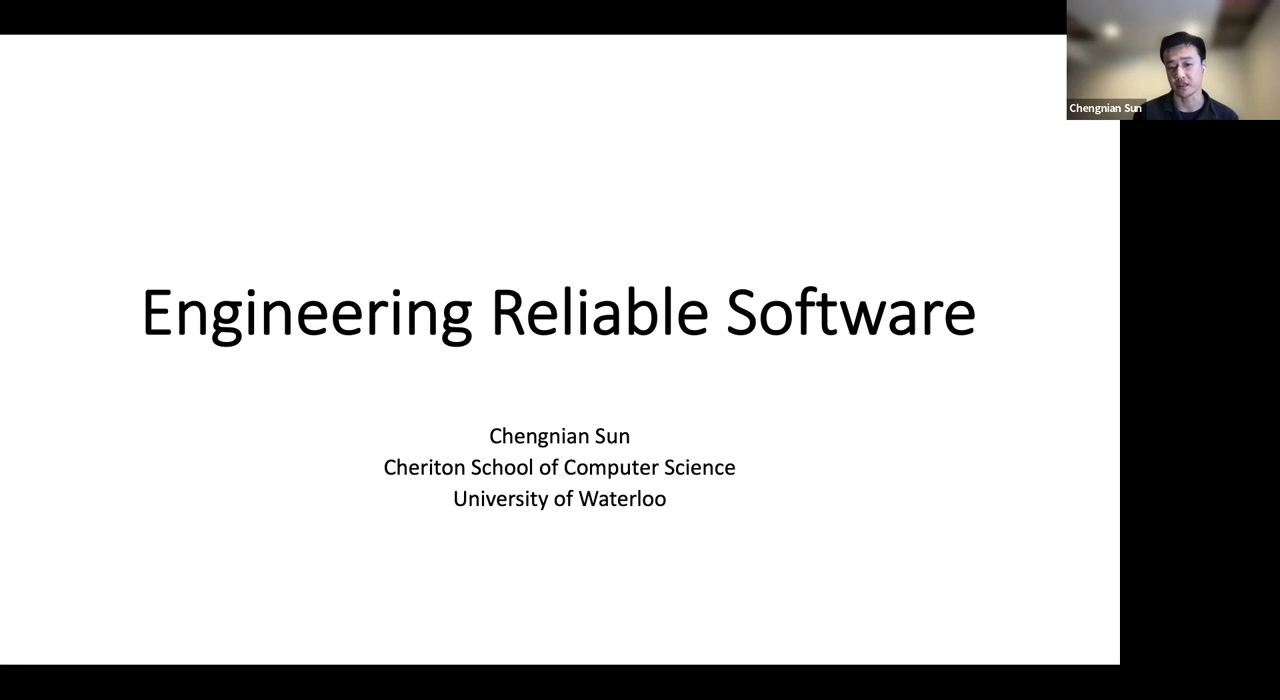 Chengnian Sun
Engineering Reliable Software
Chengnian Sun
Cheriton School of Computer Science
University of Waterloo